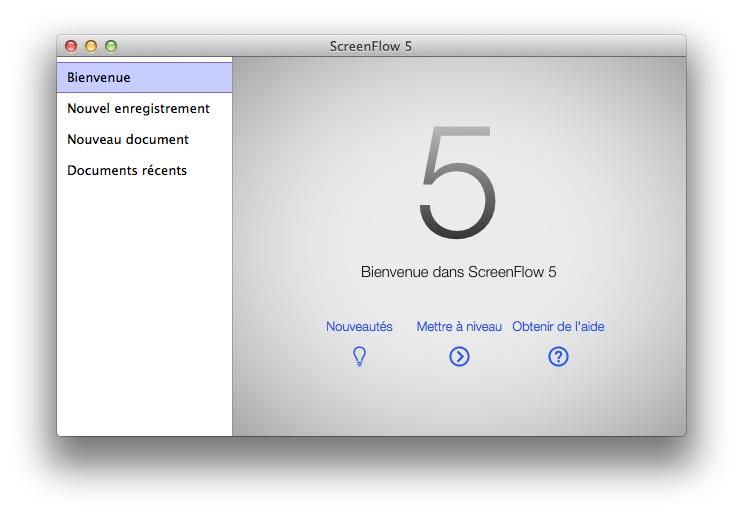 ScreenFlow 5
Bienvenue
Nouvel enregistrement
Nouveau document
Documents récents
5
Bienvenue dans ScreenFlow 5
Nouveautés Mettre à niveau Obtenir de l'aide